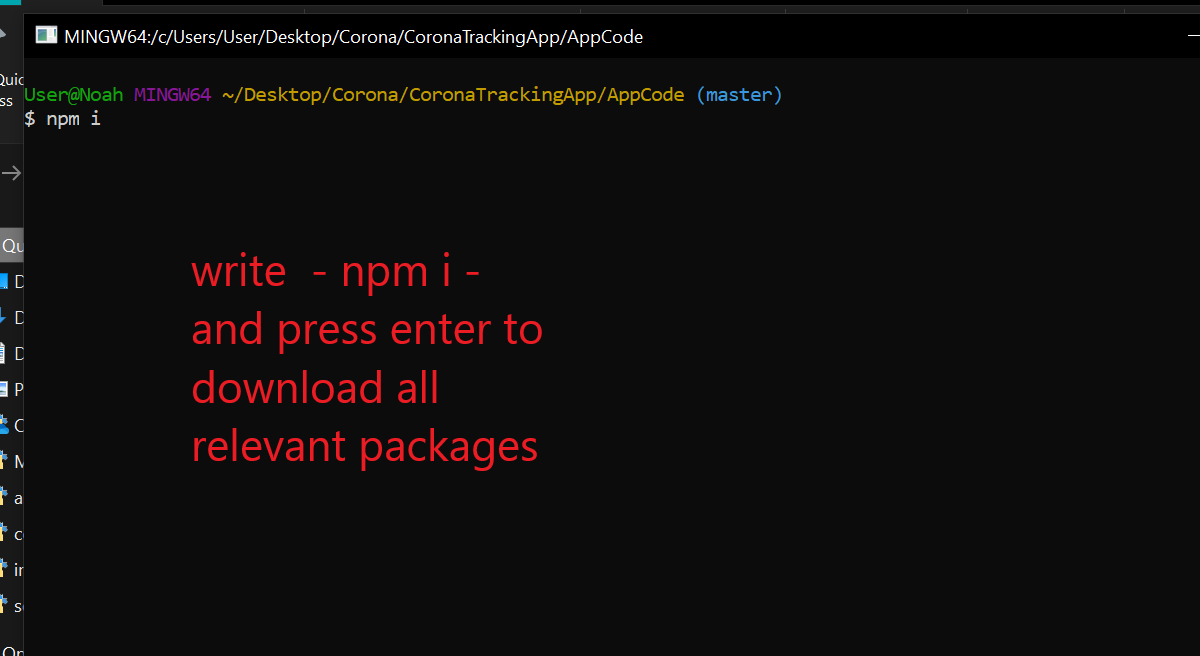 MINGW64:/c/Users/User/Desktop/Corona/CoronaTrackingApp/AppCode
User@Noah MINGW64 ~/Desktop/Corona/CoronaTrackingApp/AppCode (master)
$ npm i
write - npm i -
and press enter to
download all
relevant packages